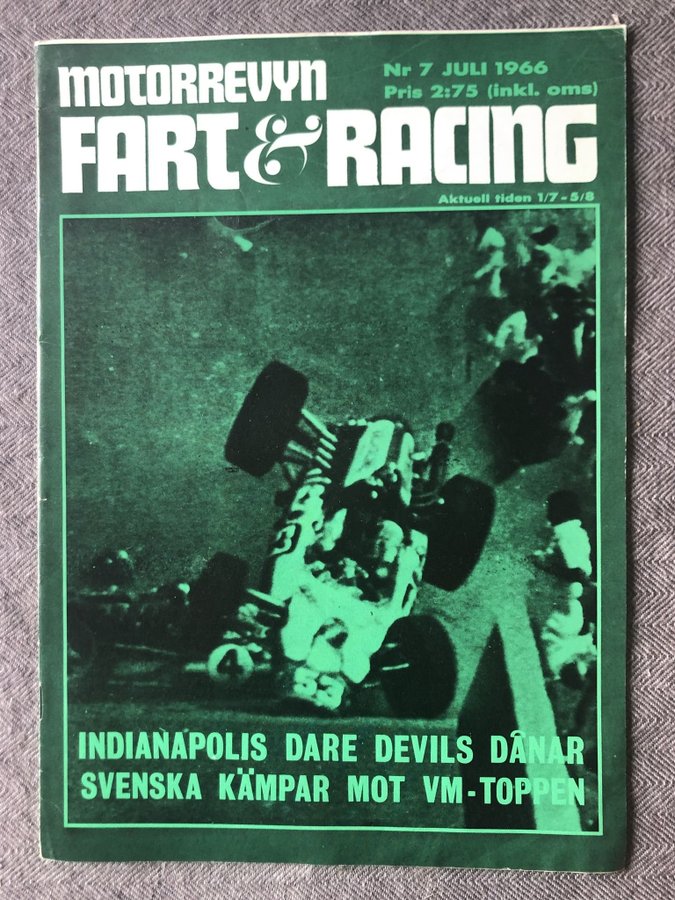 MOTORREVYN
Nr 7 JULI 1966
Pris 2:75 (inkl. oms)
FART & RACING
Aktuell tiden 1/7-5/8
4
INDIANAPOLIS DARE DEVILS DÅNAR
SVENSKA KÄMPAR MOT VM-TOPPEN